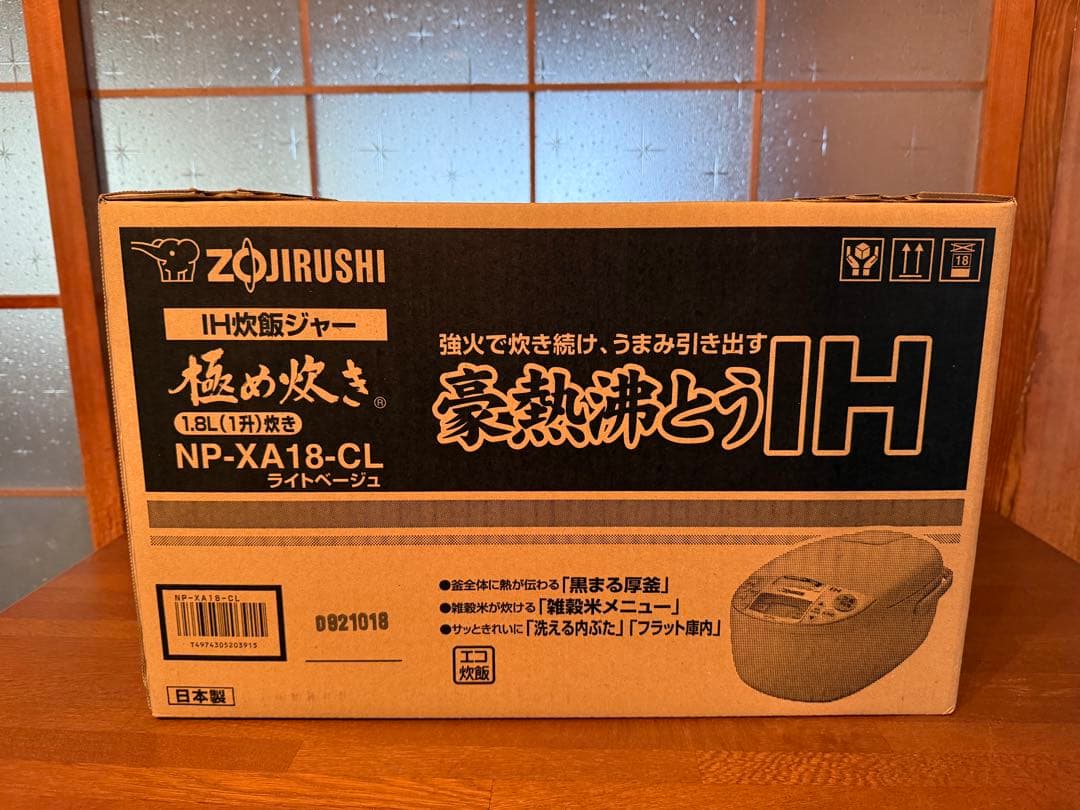 ZOJIRUSHI
IH炊飯ジャー
極め炊き®
1.8L(1升)炊き
NP-XA18-CL
ライトベージュ
18
強火で炊き続け、うまみ引き出す
豪熱沸とうIH
●釜全体に熱が伝わる「黒まる厚釜」
●雑穀米が炊ける「雑穀米メニュー」
●サッときれいに「洗える内ぶた」「フラット庫内」
エコ
炊飯
NP-XA18-CL
T4974305203915
0821018
日本製